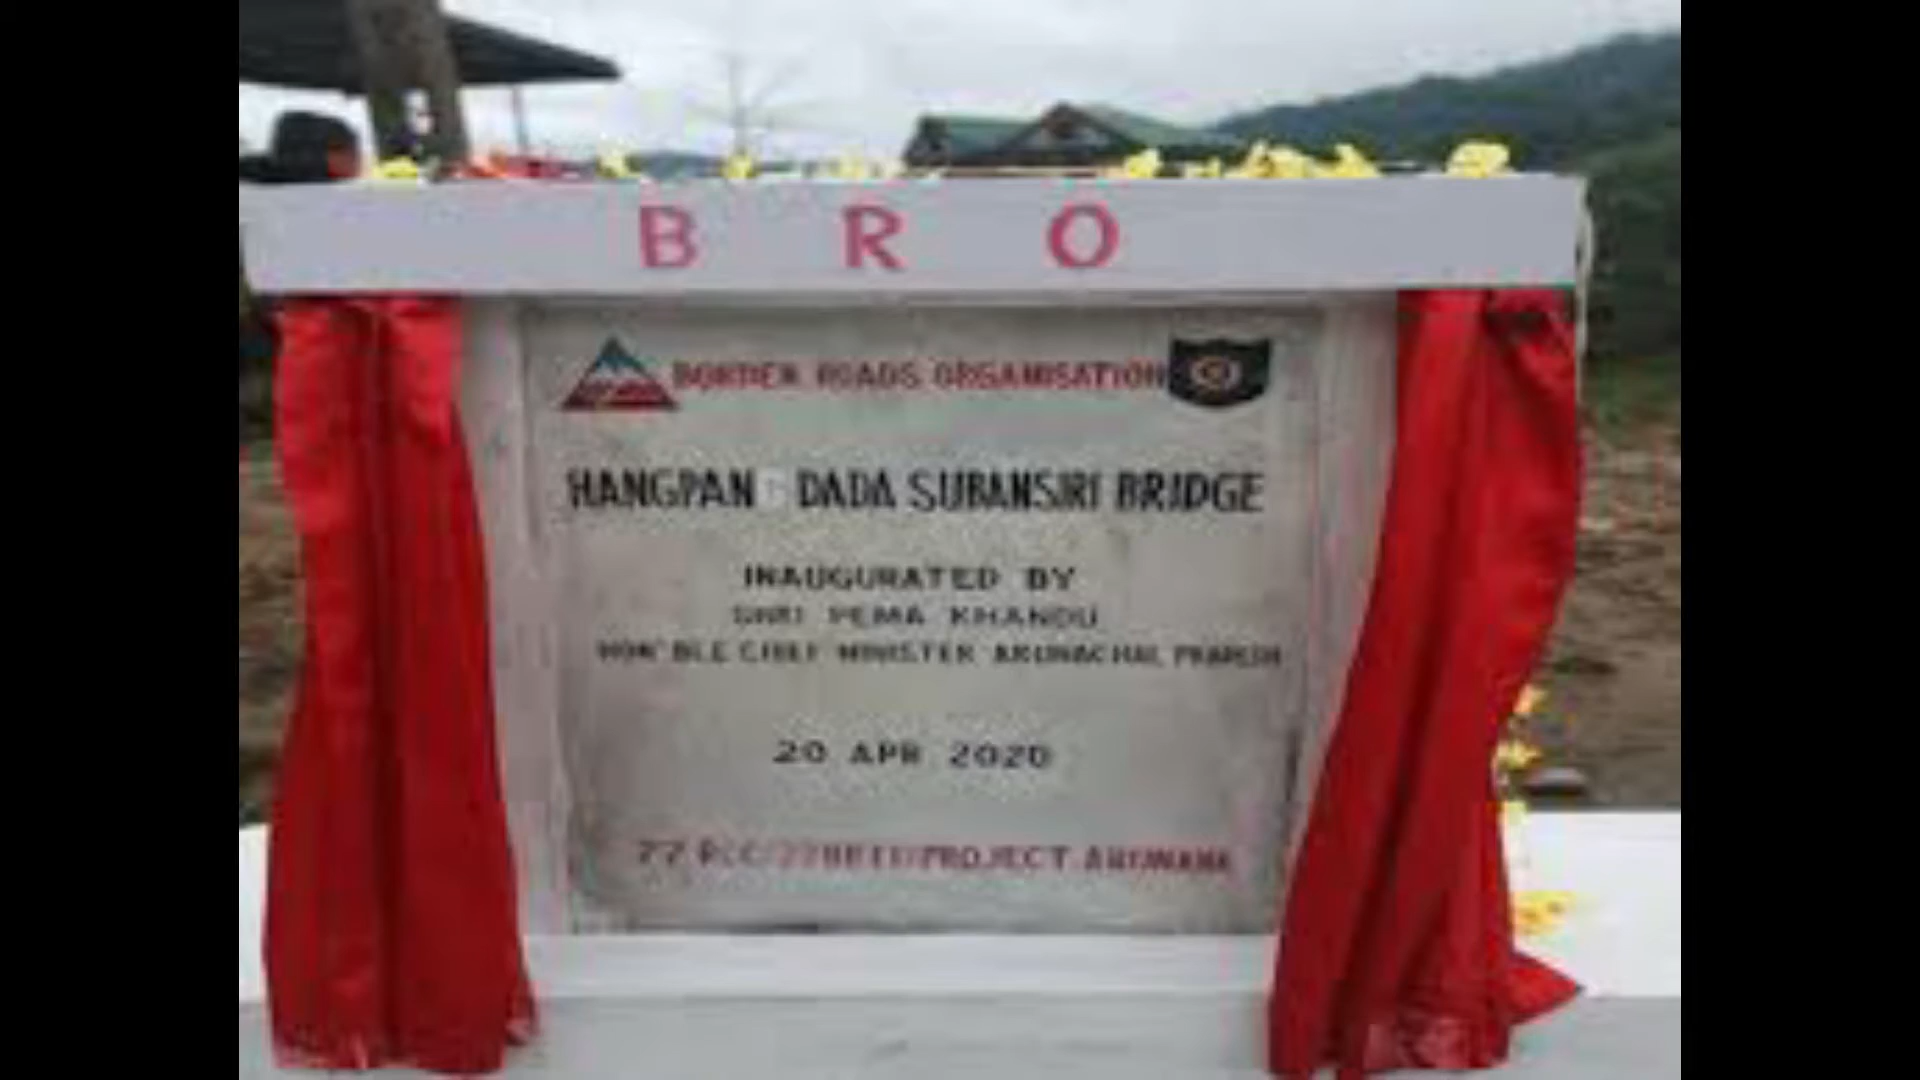 B R O
BORDER ROADS ORGANISATION
HANGPAN DADA SUBANSIRI BRIDGE
INAUGURATED BY
SHRI PEMA KHANDU
HON'BLE CHIEF MINISTER ARUNACHAL PRADESH
20 APR 2020
PROJECT ARUNANK